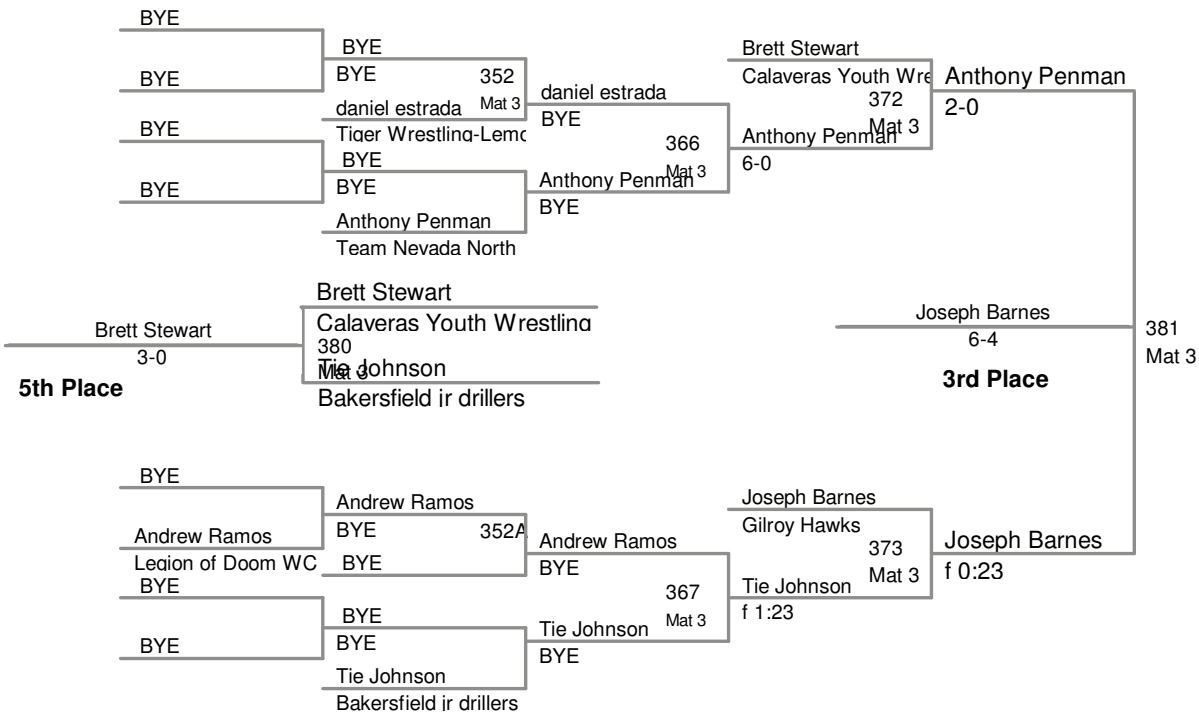 BYE
BYE
BYE
BYE
BYE
BYE
352
Mat 3
daniel estrada
Tiger Wrestling-Lemo
BYE
BYE
Anthony Penman
Team Nevada North
daniel estrada
BYE
366
Mat 3
Anthony Penman
BYE
Brett Stewart
Calaveras Youth Wre
372
Mat 3
Anthony Penman
6-0
Anthony Penman
2-0
Brett Stewart
3-0
5th Place
Brett Stewart
Calaveras Youth Wrestling
380
Mat 3
Tie Johnson
Bakersfield jr drillers
Joseph Barnes
6-4
3rd Place
381
Mat 3
BYE
Andrew Ramos
Legion of Doom WC
BYE
BYE
Andrew Ramos
BYE
352A
BYE
BYE
BYE
Tie Johnson
Bakersfield jr drillers
Andrew Ramos
BYE
367
Mat 3
Tie Johnson
BYE
Joseph Barnes
Gilroy Hawks
373
Mat 3
Tie Johnson
f 1:23
Joseph Barnes
f 0:23